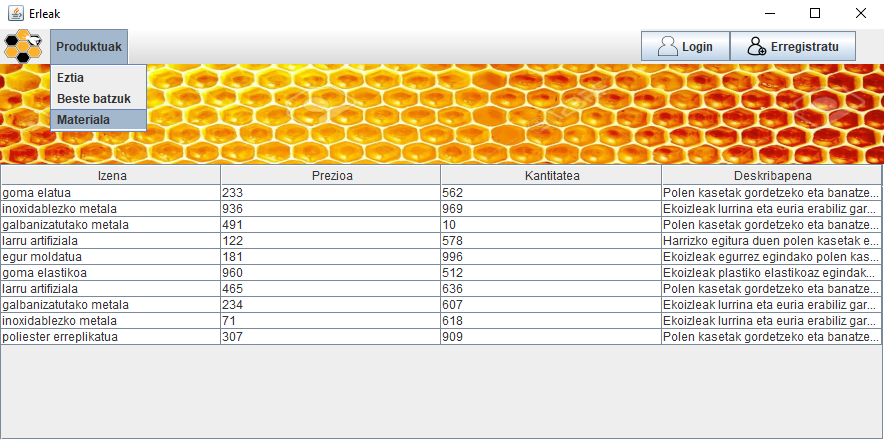 Erleak
Produktuak Login Erregistratu
Eztia
Beste batzuk
Materiala
Izena Prezioa Kantitatea Deskribapena
goma elatua 233 562 Polen kasetak gordetzeko eta banatze...
inoxidablezko metala 936 969 Ekoizleak lurrina eta euria erabiliz gar...
galbanizatutako metala 491 10 Polen kasetak gordetzeko eta banatze...
larru artifiziala 122 578 Harrizko egitura duen polen kasetak e...
egur moldatua 181 996 Ekoizleak egurrez egindako polen kas...
goma elastikoa 960 512 Ekoizleak plastiko elastikoaz egindak...
larru artifiziala 465 636 Polen kasetak gordetzeko eta banatze...
galbanizatutako metala 234 607 Ekoizleak lurrina eta euria erabiliz gar...
inoxidablezko metala 71 618 Ekoizleak lurrina eta euria erabiliz gar...
poliester erreplikatua 307 909 Polen kasetak gordetzeko eta banatze...